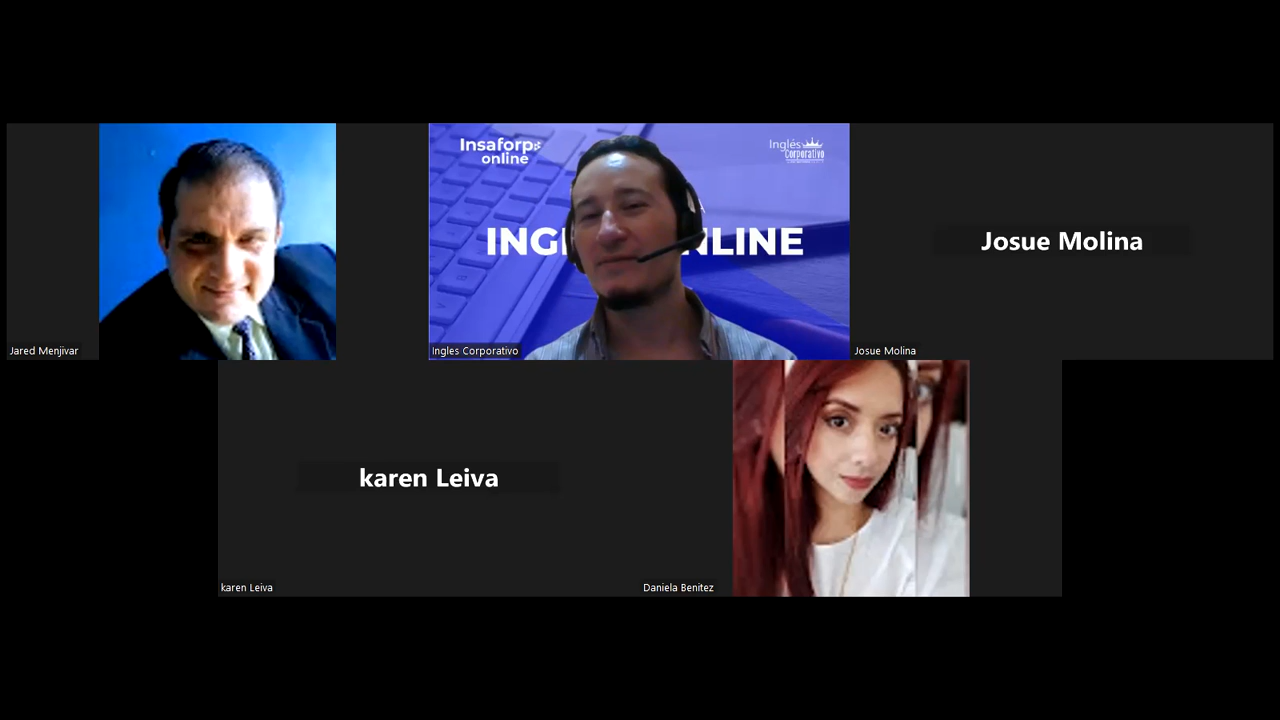 Insaforp
online
Inglés
Corporativo
INGL NLINE
Josue Molina
Jared Menjivar
Ingles Corporativo
Josue Molina
karen Leiva
karen Leiva
Daniela Benitez